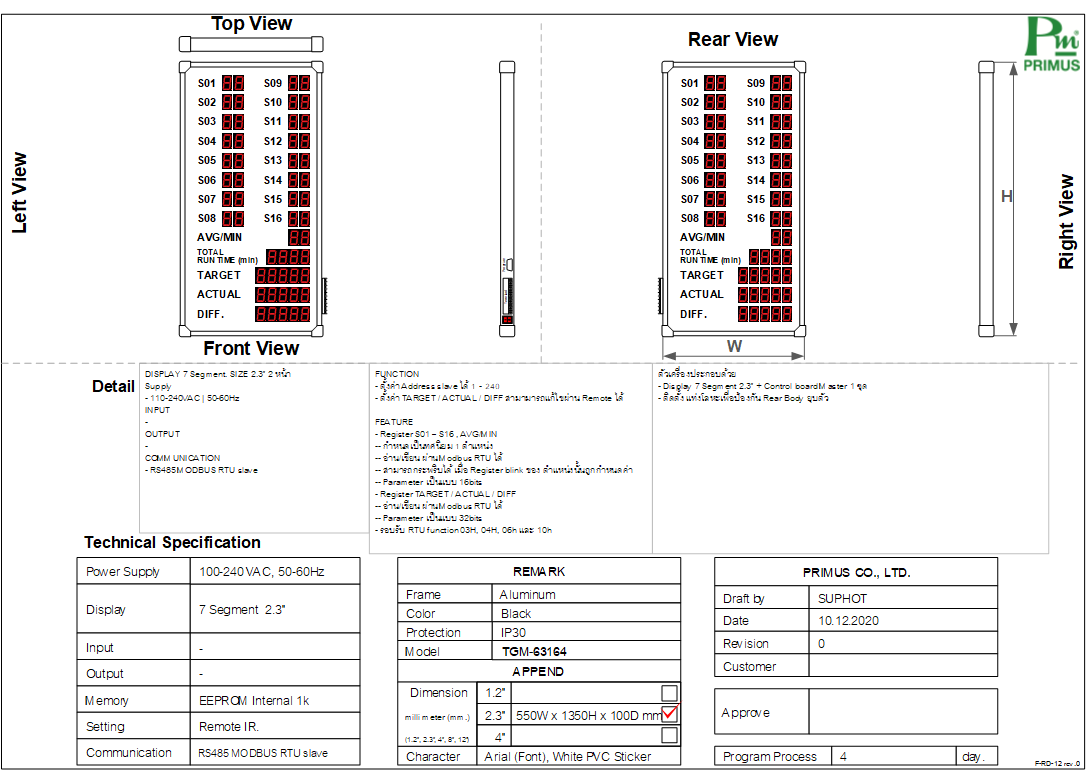 Top View
Rear View
Pm®
PRIMUS
Left View
S01 S09
S02 S10
S03 S11
S04 S12
S05 S13
S06 S14
S07 S15
S08 S16
AVG/MIN
TOTAL
RUN TIME (min)
TARGET
ACTUAL
DIFF.
Front View
S01 S09
S02 S10
S03 S11
S04 S12
S05 S13
S06 S14
S07 S15
S08 S16
AVG/MIN
TOTAL
RUN TIME (min)
TARGET
ACTUAL
DIFF.
W
H
Right View
Detail
DISPLAY 7 Segment. SIZE 2.3" 2 หน้า
Supply
- 110-240VAC | 50-60Hz
INPUT
-
OUTPUT
-
COMMUNICATION
- RS485 MODBUS RTU slave
FUNCTION
- ตั้งค่า Address slave ได้ 1 - 240
- ตั้งค่า TARGET / ACTUAL / DIFF สามามารถแก้ไขผ่าน Remote ได้
FEATURE
- Register S01 – S16 , AVG/MIN
-- กำหนดเป็นทศนิยม 1 ตำแหน่ง
-- อ่าน/เขียน ผ่าน Modbus RTU ได้
-- สามารถกระพริบได้ เมื่อ Register blink ของ ตำแหน่งนั้นถูกกำหนดค่า
-- Parameter เป็นแบบ 16bits
- Register TARGET / ACTUAL / DIFF
-- อ่าน/เขียน ผ่าน Modbus RTU ได้
-- Parameter เป็นแบบ 32bits
- รองรับ RTU function 03H, 04H, 06h และ 10h
ตัวเครื่องประกอบด้วย
- Display 7 Segment 2.3" + Control board Master 1 ชุด
- ติดตั้ง แท่งโลหะเพื่อป้องกัน Rear Body ยุบตัว
Technical Specification
Power Supply 100-240VAC, 50-60Hz
Display 7 Segment 2.3"
Input -
Output -
Memory EEPROM Internal 1k
Setting Remote IR.
Communication RS485 MODBUS RTU slave
REMARK
Frame Aluminum
Color Black
Protection IP30
Model TGM-63164
APPEND
Dimension 1.2"
millimeter (mm.) 2.3" 550W x 1350H x 100D mm
(1.2", 2.3", 4", 8", 12") 4"
Character Arial (Font), White PVC Sticker
PRIMUS CO., LTD.
Draft by SUPHOT
Date 10.12.2020
Revision 0
Customer
Approve
Program Process 4 day.
F-RD-12 rev.0